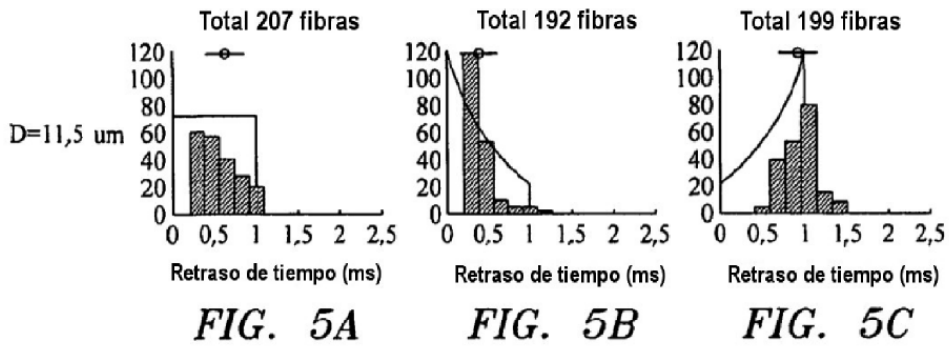 Total 207 fibras
Total 192 fibras
Total 199 fibras
D=11,5 um
120
100
80
60
40
20
0
0 0,5 1 1,5 2 2,5
Retraso de tiempo (ms)
FIG. 5A
120
100
80
60
40
20
0
0 0,5 1 1,5 2 2,5
Retraso de tiempo (ms)
FIG. 5B
120
100
80
60
40
20
0
0 0,5 1 1,5 2 2,5
Retraso de tiempo (ms)
FIG. 5C